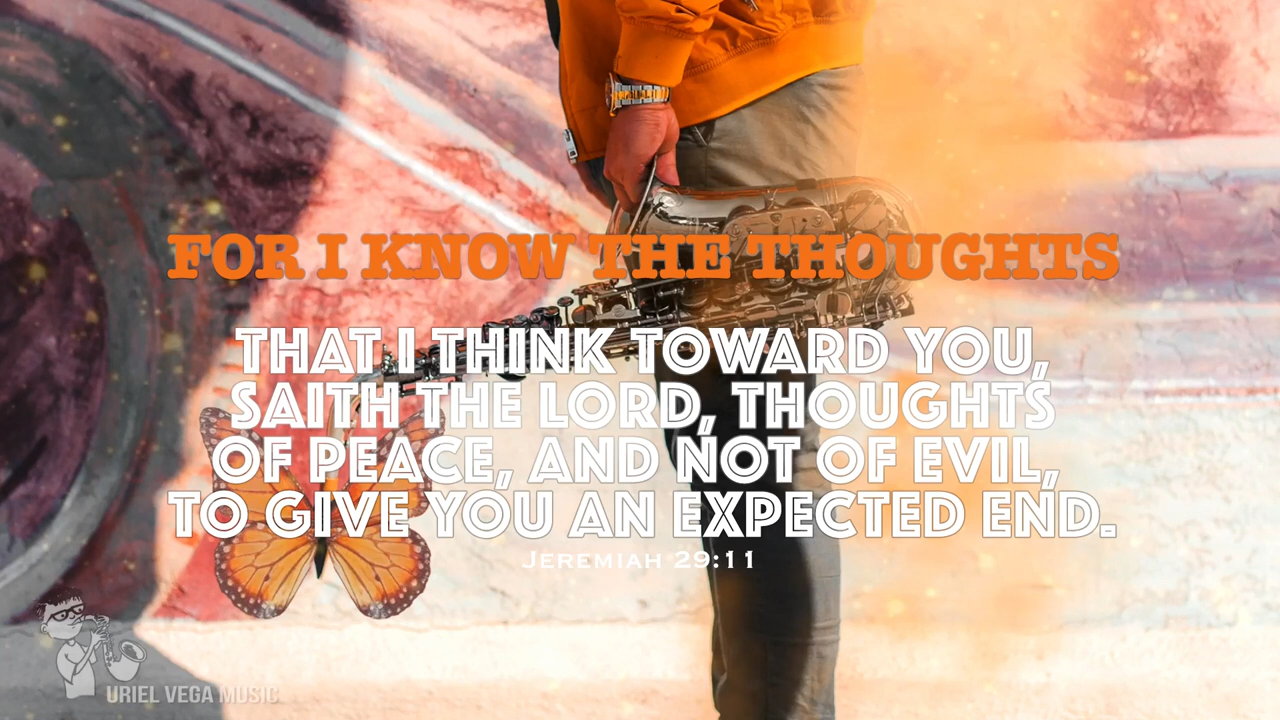 FOR I KNOW THE THOUGHTS
THAT I THINK TOWARD YOU,
SAITH THE LORD, THOUGHTS
OF PEACE, AND NOT OF EVIL,
TO GIVE YOU AN EXPECTED END.
JEREMIAH 29:11
URIEL VEGA MUSIC